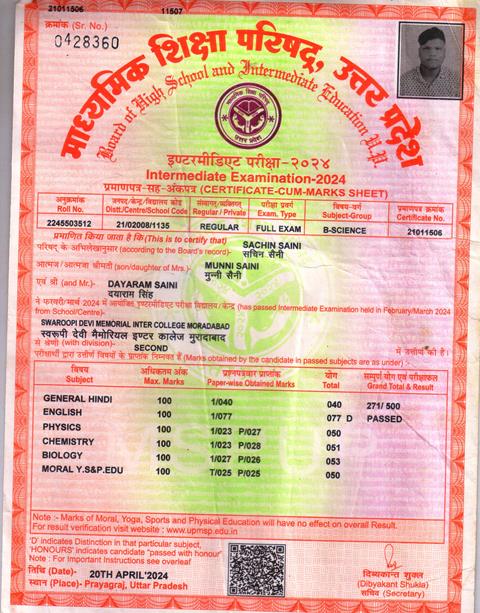 21011506 11507
क्रमांक (Sr. No.)
0428360
माध्यमिक शिक्षा परिषद्, उत्तर प्रदेश
Board of High School and Intermediate Education U.P.
माध्यमिक शिक्षा परिषद्
उत्तर प्रदेश
इण्टरमीडिएट परीक्षा-२०२४
Intermediate Examination-2024
प्रमाणपत्र-सह-अंकपत्र (CERTIFICATE-CUM-MARKS SHEET)
अनुक्रमांक जनपद/केन्द्र/विद्यालय कोड संस्थागत/व्यक्तिगत परीक्षा प्रवर्ग विषय-वर्ग प्रमाणपत्र क्रमांक
Roll No. Distt./Centre/School Code Regular / Private Exam. Type Subject-Group Certificate No.
2245503512 21/02008/1135 REGULAR FULL EXAM B-SCIENCE 21011506
प्रमाणित किया जाता है कि (This is to certify that)
SACHIN SAINI
परिषद् के अभिलेखानुसार (according to the Board's record)- सचिन सैनी
MUNNI SAINI
आत्मज/आत्मजा श्रीमती (son/daughter of Mrs.)- मुन्नी सैनी
एवं श्री (and Mr.)- DAYARAM SAINI
दयाराम सिंह
ने फरवरी/मार्च 2024 में आयोजित इण्टरमीडिएट परीक्षा विद्यालय/केन्द्र (has passed Intermediate Examination held in February/March 2024
from School/Centre)-
SWAROOPI DEVI MEMORIAL INTER COLLEGE MORADABAD
स्वरूपी देवी मैमोरियल इण्टर कालेज मुरादाबाद
से श्रेणी (with division)- SECOND में उत्तीर्ण की है।
परीक्षार्थी द्वारा उत्तीर्ण विषयों के प्राप्तांक निम्नवत हैं (Marks obtained by the candidate in passed subjects are as under) -
विषय अधिकतम अंक प्रश्नपत्रवार प्राप्तांक योग सम्पूर्ण योग एवं परीक्षाफल
Subject Max. Marks Paper-wise Obtained Marks Total Grand Total & Result
GENERAL HINDI 100 1/040 040 271/ 500
ENGLISH 100 1/077 077 D PASSED
PHYSICS 100 1/023 P/027 050
CHEMISTRY 100 1/023 P/028 051
BIOLOGY 100 1/027 P/026 053
MORAL Y.S&P.EDU 100 T/025 P/025 050
Note :- Marks of Moral, Yoga, Sports and Physical Education will have no effect on overall Result.
For result verification visit website : www.upmsp.edu.in
'D' indicates Distinction in that particular subject,
'HONOURS' indicates candidate "passed with honour"
Note : For Important Instructions see overleaf
तिथि (Date)- 20TH APRIL'2024
स्थान (Place)- Prayagraj, Uttar Pradesh
दिव्यकान्त शुक्ल
(Dibyakant Shukla)
सचिव (Secretary)